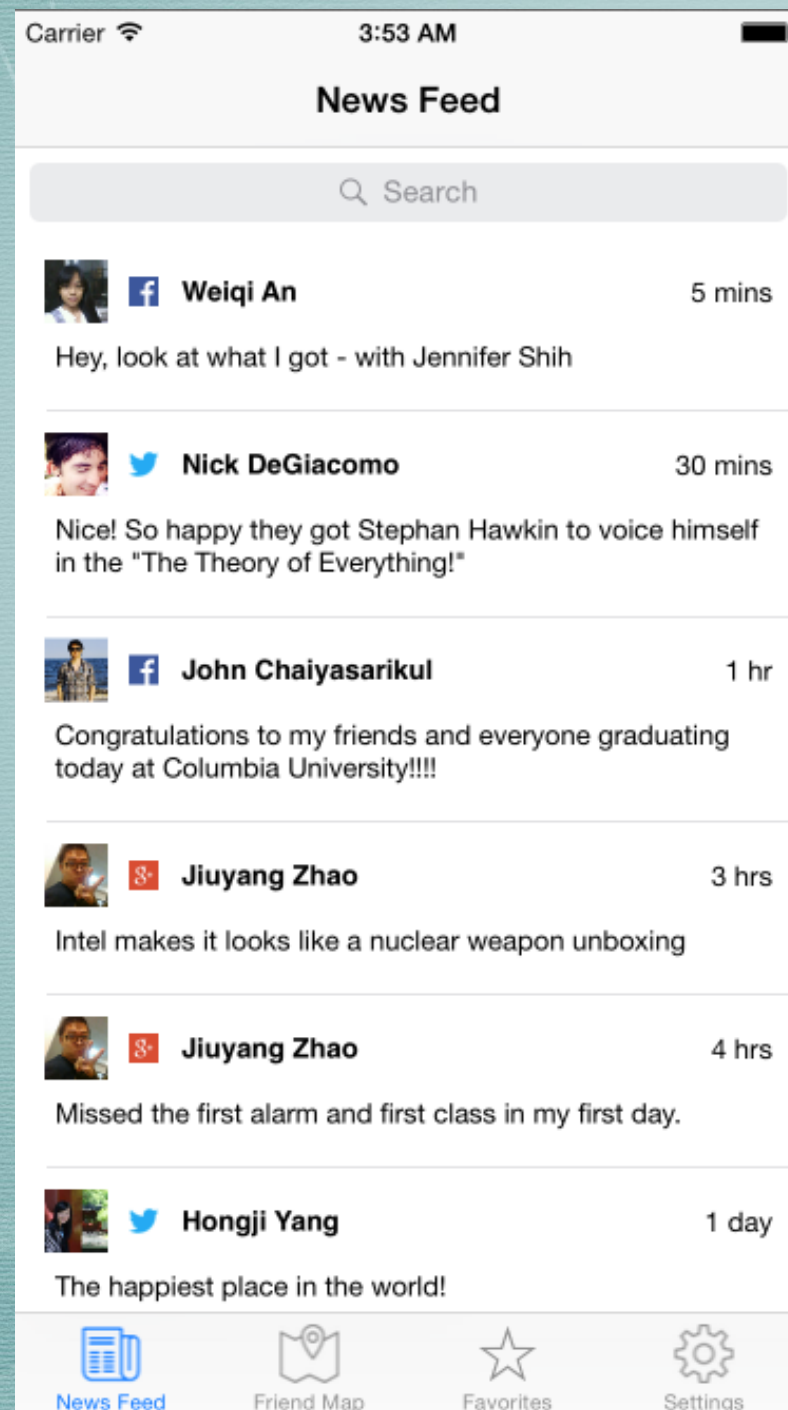 Carrier 3:53 AM
News Feed
Search
f Weiqi An 5 mins
Hey, look at what I got - with Jennifer Shih
Nick DeGiacomo 30 mins
Nice! So happy they got Stephan Hawkin to voice himself
in the "The Theory of Everything!"
f John Chaiyasarikul 1 hr
Congratulations to my friends and everyone graduating
today at Columbia University!!!!
g+ Jiuyang Zhao 3 hrs
Intel makes it looks like a nuclear weapon unboxing
g+ Jiuyang Zhao 4 hrs
Missed the first alarm and first class in my first day.
Hongji Yang 1 day
The happiest place in the world!
News Feed Friend Map Favorites Settings